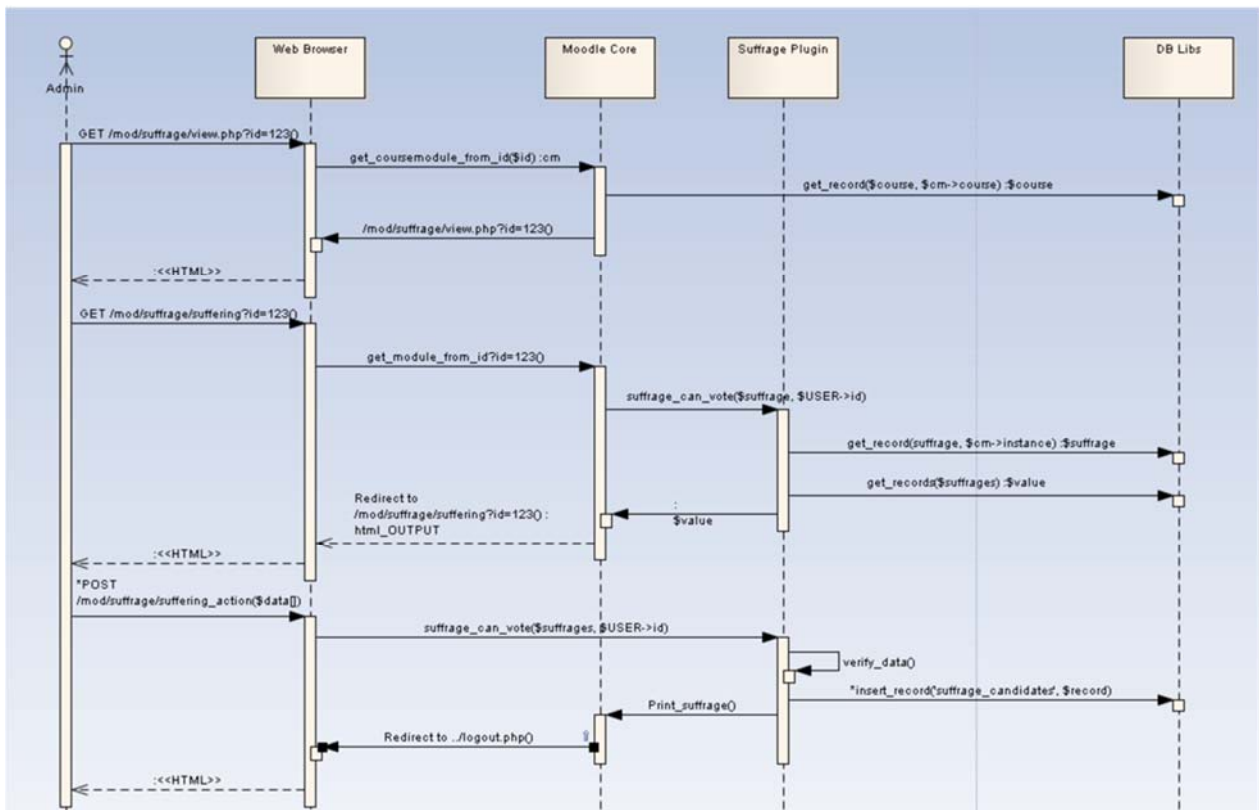 Web Browser
Moodle Core
Suffrage Plugin
DB Libs
Admin
GET /mod/suffrage/view.php?id=123()
get_coursemodule_from_id($id) :cm
get_record($course, $cm->course) :$course
/mod/suffrage/view.php?id=123()
:<<HTML>>
GET /mod/suffrage/suffering?id=123()
get_module_from_id?id=123()
suffrage_can_vote($suffrage, $USER->id)
get_record(suffrage, $cm->instance) :$suffrage
get_records($suffrages) :$value
Redirect to
/mod/suffrage/suffering?id=123() :
html_OUTPUT
:
$value
:<<HTML>>
*POST
/mod/suffrage/suffering_action($data[])
suffrage_can_vote($suffrages, $USER->id)
verify_data()
*insert_record('suffrage_candidates', $record)
Print_suffrage()
Redirect to ../logout.php()
:<<HTML>>